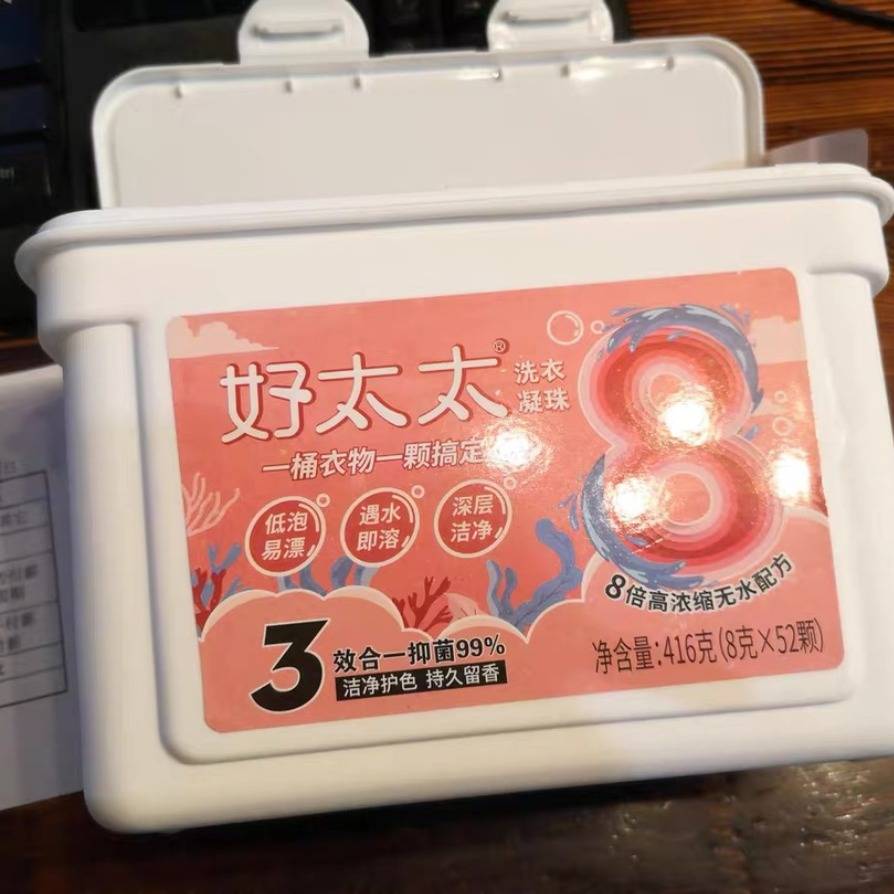 好太太®
洗衣
凝珠
一桶衣物一颗搞定
低泡
易漂
遇水
即溶
深层
洁净
8倍高浓缩无水配方
3
效合一抑菌99%
洁净护色 持久留香
净含量:416克(8克×52颗)